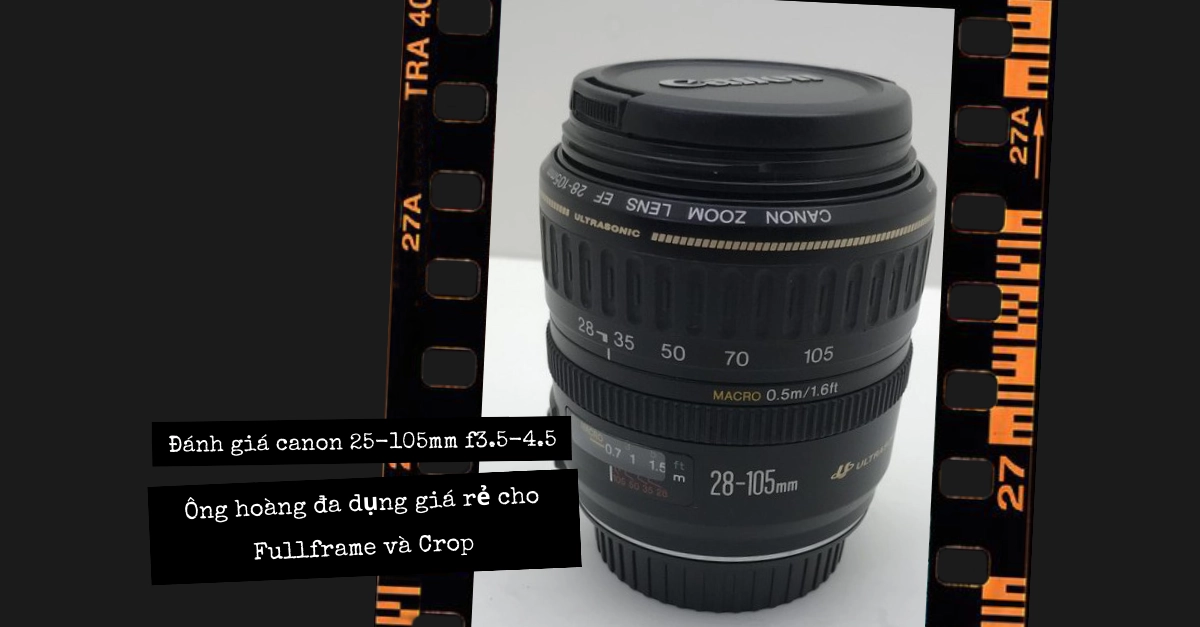 TRA 40
27A
27A
27
Canon
CANON ZOOM LENS EF 28-105mm
ULTRASONIC
28 35 50 70 105
MACRO 0.5m/1.6ft
0.7 1 1.5 ft
m
28-105mm
Đánh giá canon 25-105mm f3.5-4.5
Ông hoàng đa dụng giá rẻ cho
Fullframe và Crop